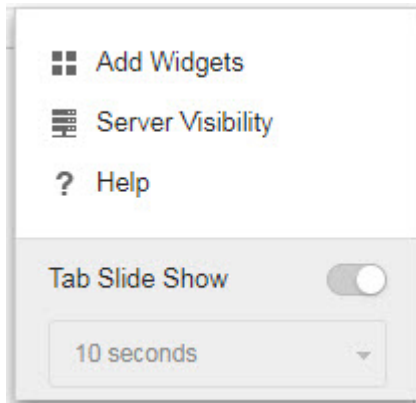 Add Widgets
Server Visibility
? Help
Tab Slide Show
10 seconds